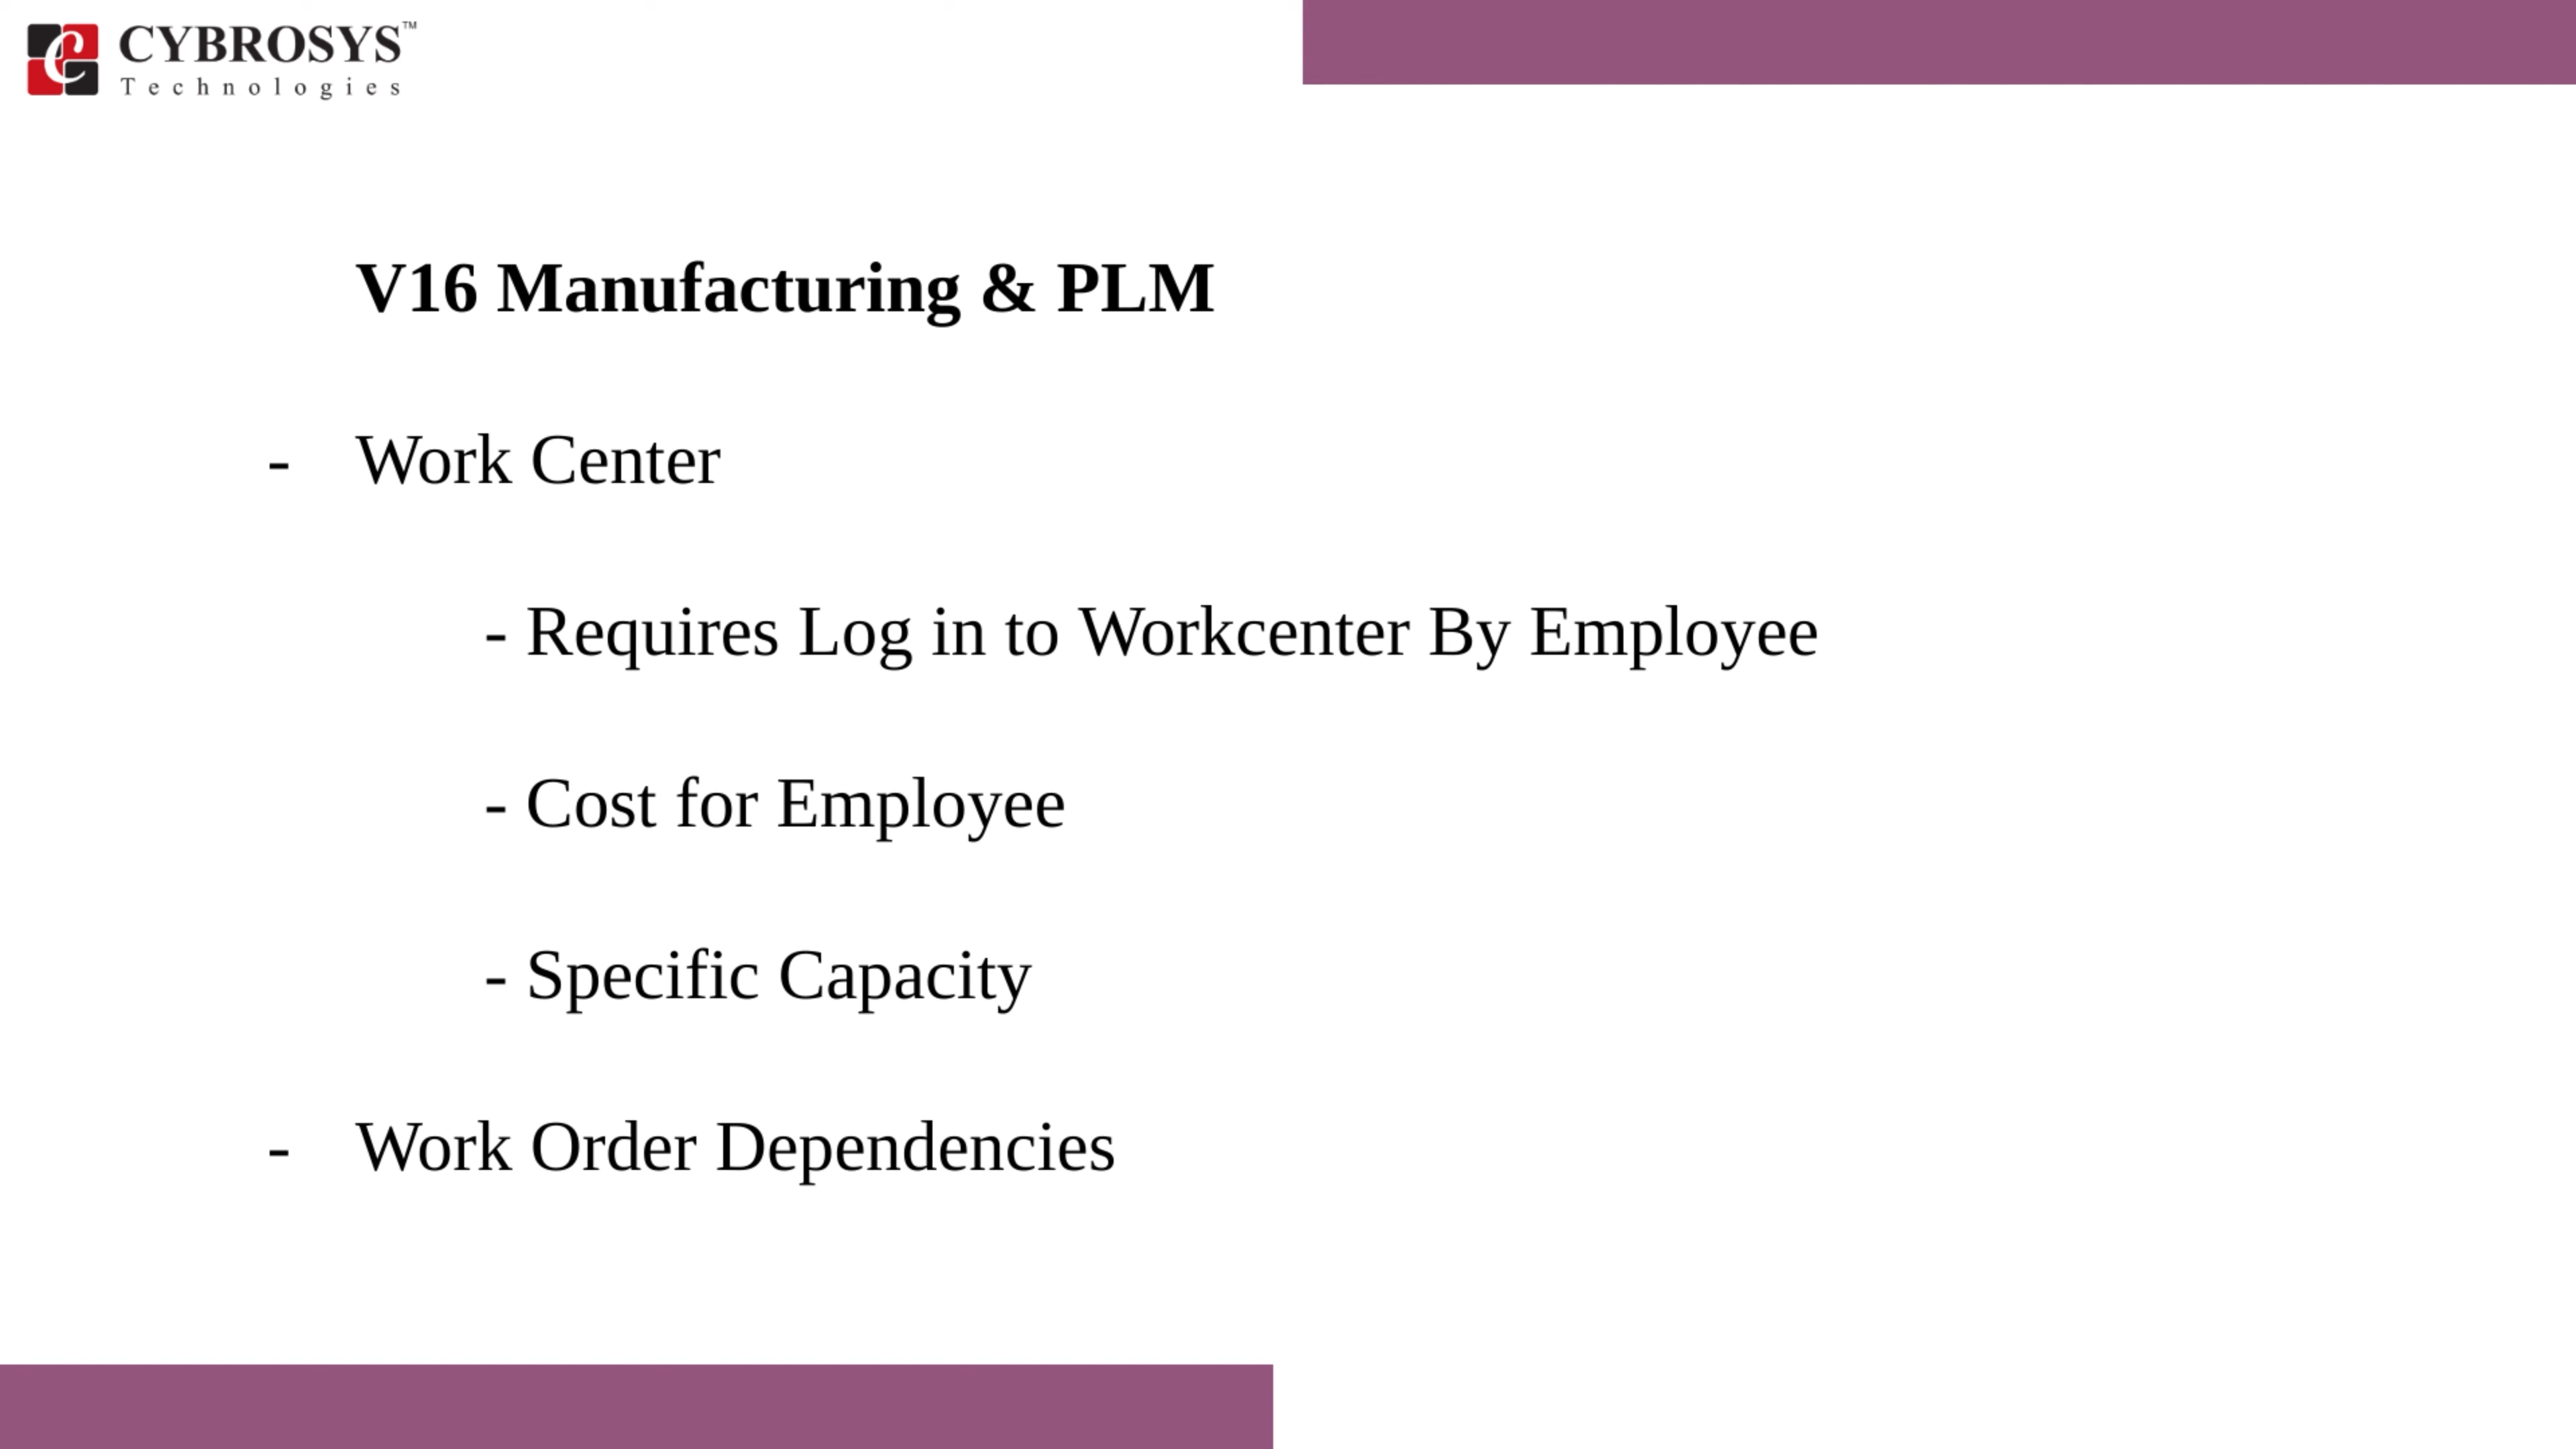 CYBROSYS™
Technologies
V16 Manufacturing & PLM
- Work Center
- Requires Log in to Workcenter By Employee
- Cost for Employee
- Specific Capacity
- Work Order Dependencies